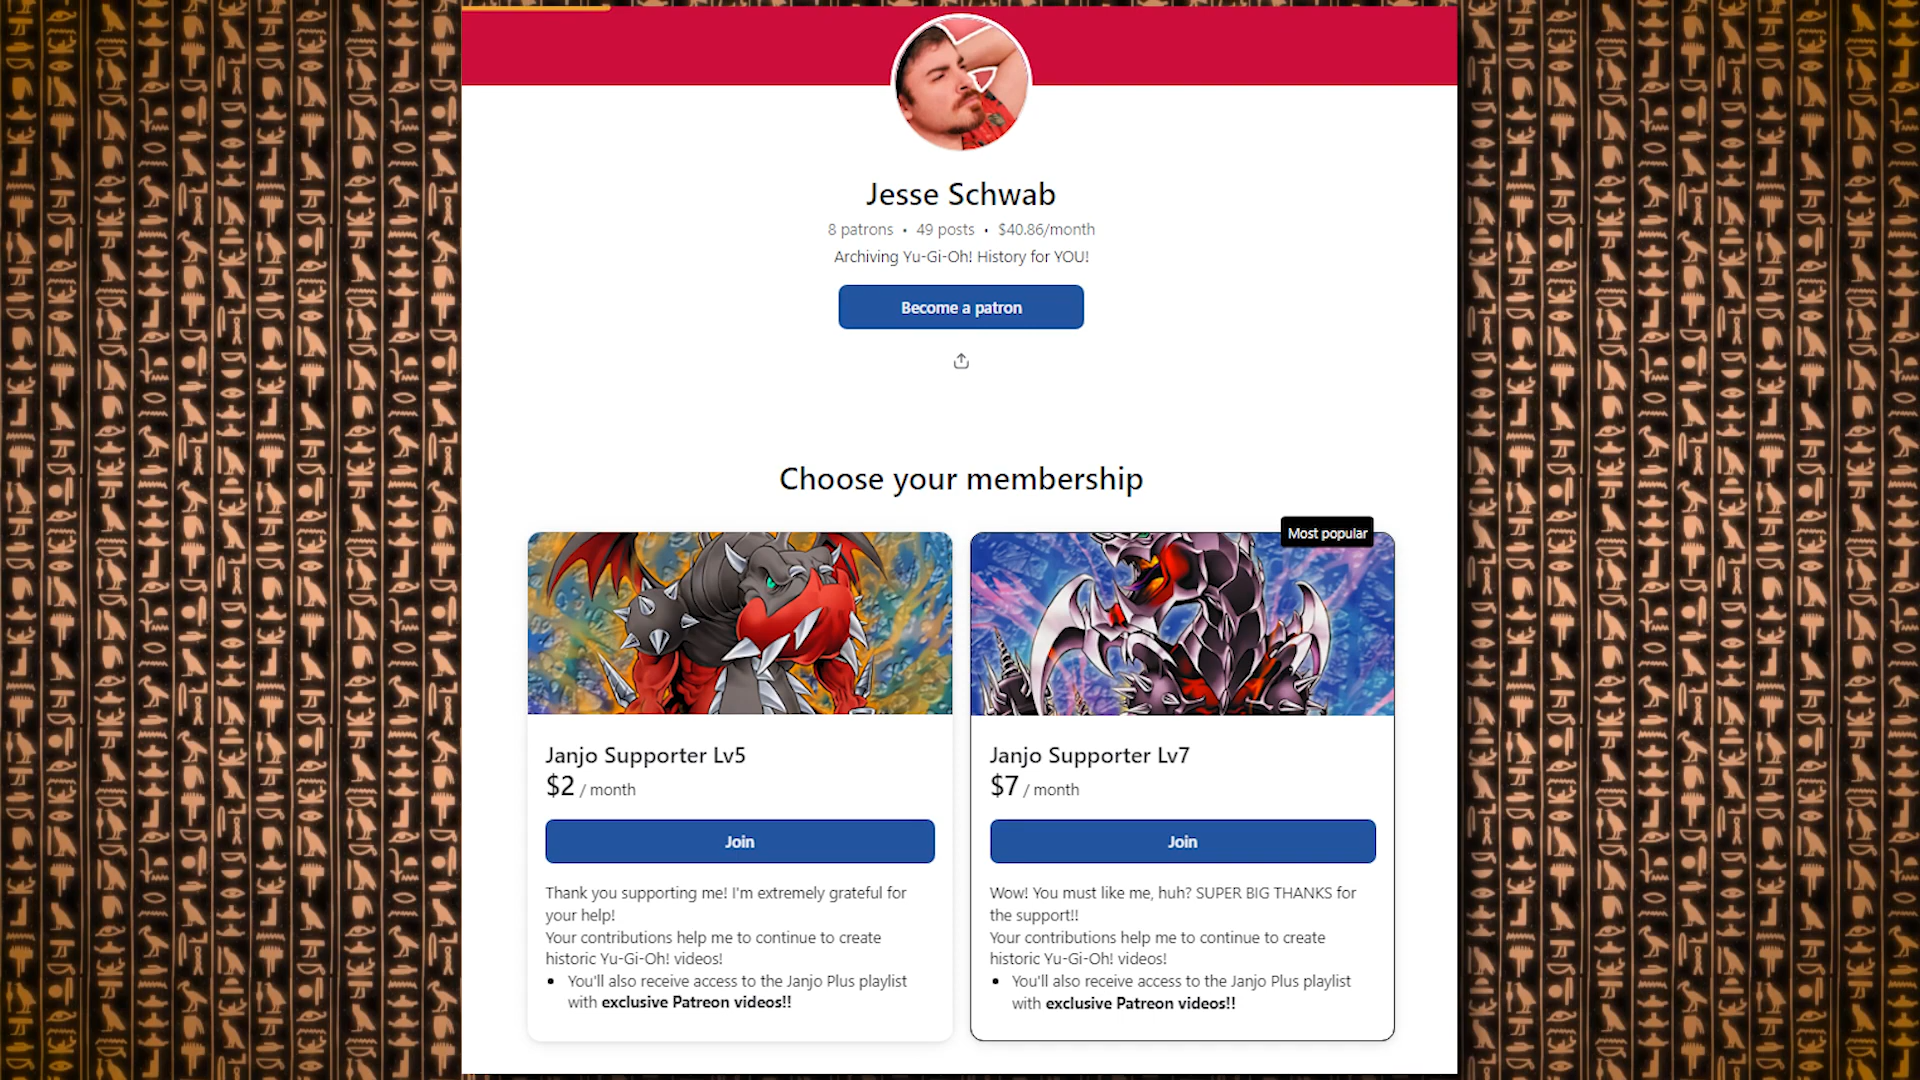 Jesse Schwab
8 patrons • 49 posts • $40.86/month
Archiving Yu-Gi-Oh! History for YOU!
Become a patron
Choose your membership
Most popular
Janjo Supporter Lv5
$2 / month
Join
Thank you supporting me! I'm extremely grateful for
your help!
Your contributions help me to continue to create
historic Yu-Gi-Oh! videos!
• You'll also receive access to the Janjo Plus playlist
with exclusive Patreon videos!!
Janjo Supporter Lv7
$7 / month
Join
Wow! You must like me, huh? SUPER BIG THANKS for
the support!!
Your contributions help me to continue to create
historic Yu-Gi-Oh! videos!
• You'll also receive access to the Janjo Plus playlist
with exclusive Patreon videos!!